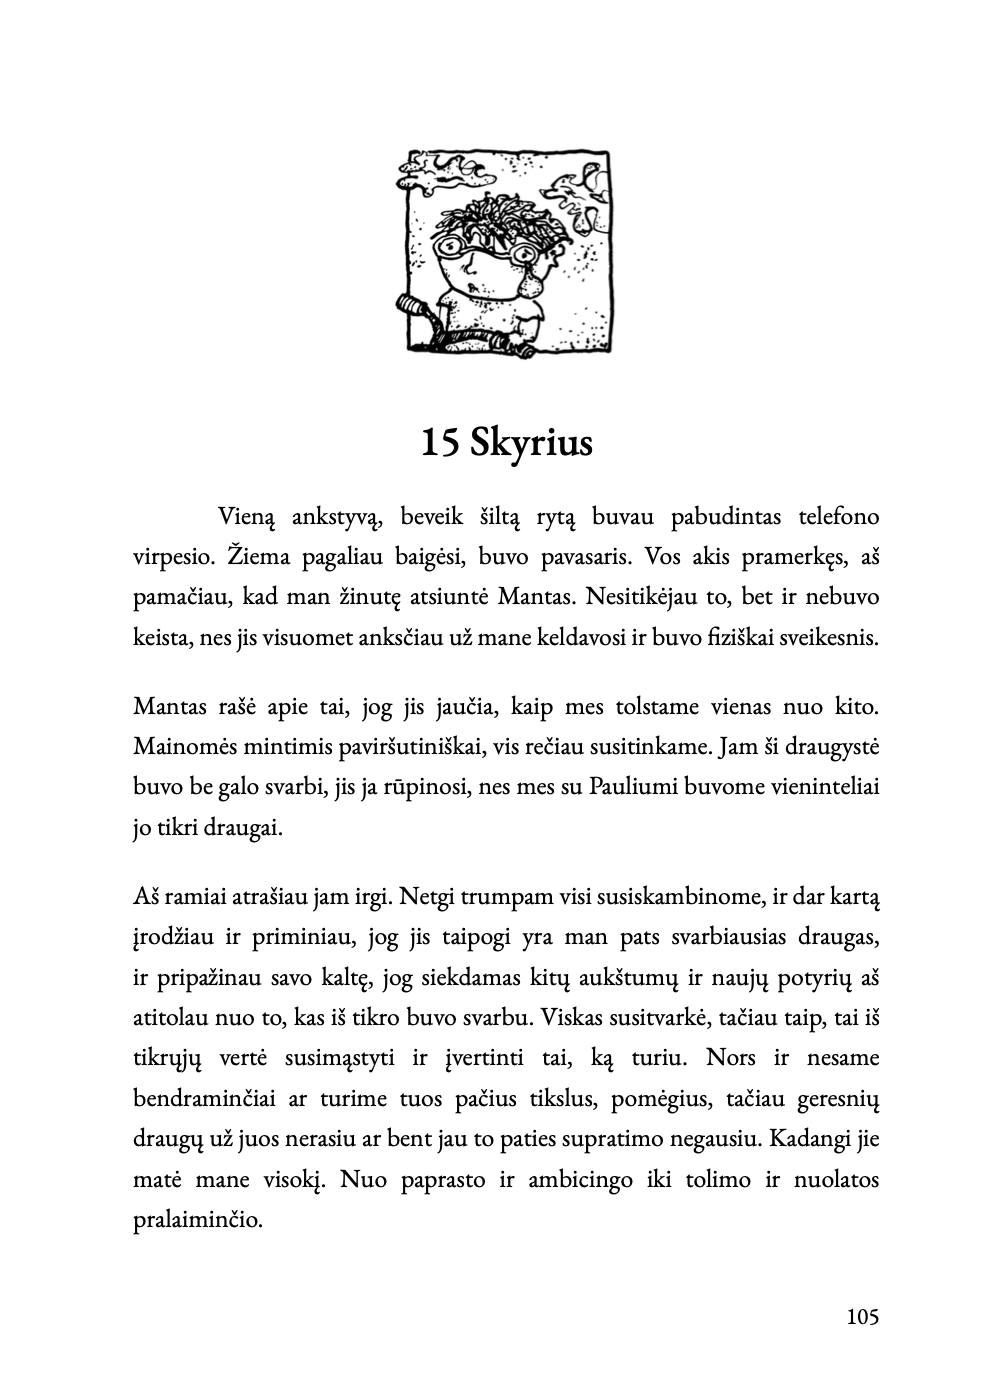 15 Skyrius
Vieną ankstyvą, beveik šiltą rytą buvau pabudintas telefono
virpesio. Žiema pagaliau baigėsi, buvo pavasaris. Vos akis pramerkęs, aš
pamačiau, kad man žinutę atsiuntė Mantas. Nesitikėjau to, bet ir nebuvo
keista, nes jis visuomet anksčiau už mane keldavosi ir buvo fiziškai sveikesnis.
Mantas rašė apie tai, jog jis jaučia, kaip mes tolstame vienas nuo kito.
Mainomės mintimis paviršutiniškai, vis rečiau susitinkame. Jam ši draugystė
buvo be galo svarbi, jis ja rūpinosi, nes mes su Pauliumi buvome vieninteliai
jo tikri draugai.
Aš ramiai atrašiau jam irgi. Netgi trumpam visi susiskambinome, ir dar kartą
įrodžiau ir priminiau, jog jis taipogi yra man pats svarbiausias draugas,
ir pripažinau savo kaltę, jog siekdamas kitų aukštumų ir naujų potyrių aš
atitolau nuo to, kas iš tikro buvo svarbu. Viskas susitvarkė, tačiau taip, tai iš
tikrųjų vertė susimąstyti ir įvertinti tai, ką turiu. Nors ir nesame
bendraminčiai ar turime tuos pačius tikslus, pomėgius, tačiau geresnių
draugų už juos nerasiu ar bent jau to paties supratimo negausiu. Kadangi jie
matė mane visokį. Nuo paprasto ir ambicingo iki tolimo ir nuolatos
pralaiminčio.
105